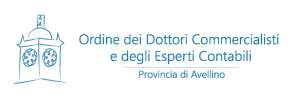 Ordine dei Dottori Commercialisti
e degli Esperti Contabili
Provincia di Avellino